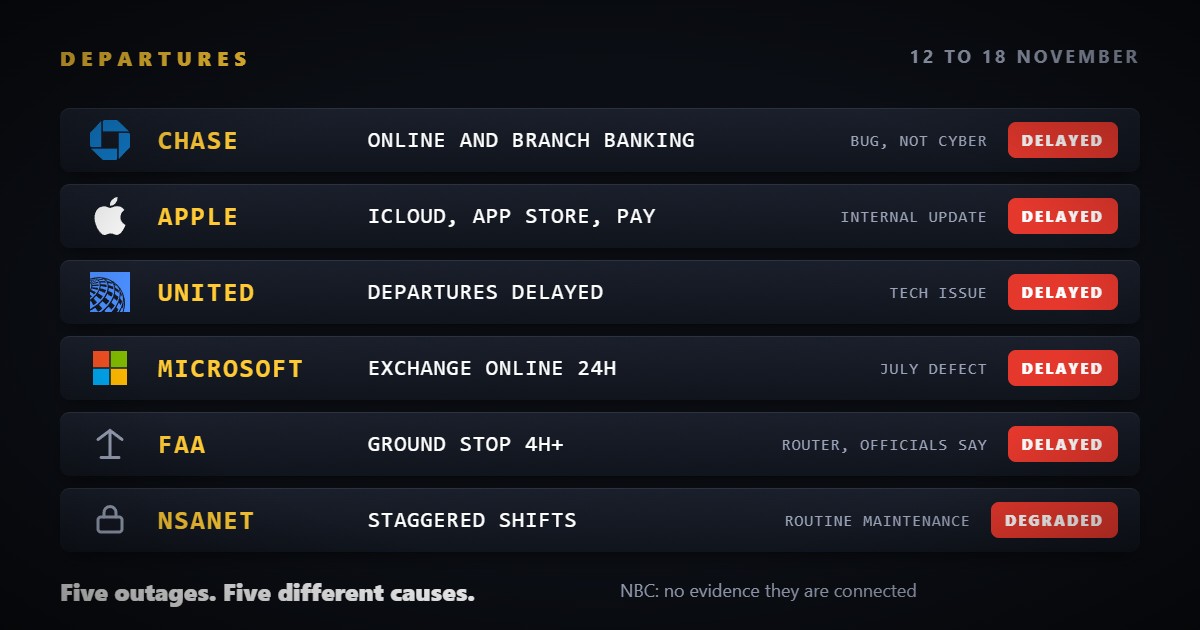 DEPARTURES
12 TO 18 NOVEMBER
CHASE ONLINE AND BRANCH BANKING BUG, NOT CYBER DELAYED
APPLE ICLOUD, APP STORE, PAY INTERNAL UPDATE DELAYED
UNITED DEPARTURES DELAYED TECH ISSUE DELAYED
MICROSOFT EXCHANGE ONLINE 24H JULY DEFECT DELAYED
FAA GROUND STOP 4H+ ROUTER, OFFICIALS SAY DELAYED
NSANET STAGGERED SHIFTS ROUTINE MAINTENANCE DEGRADED
Five outages. Five different causes.
NBC: no evidence they are connected